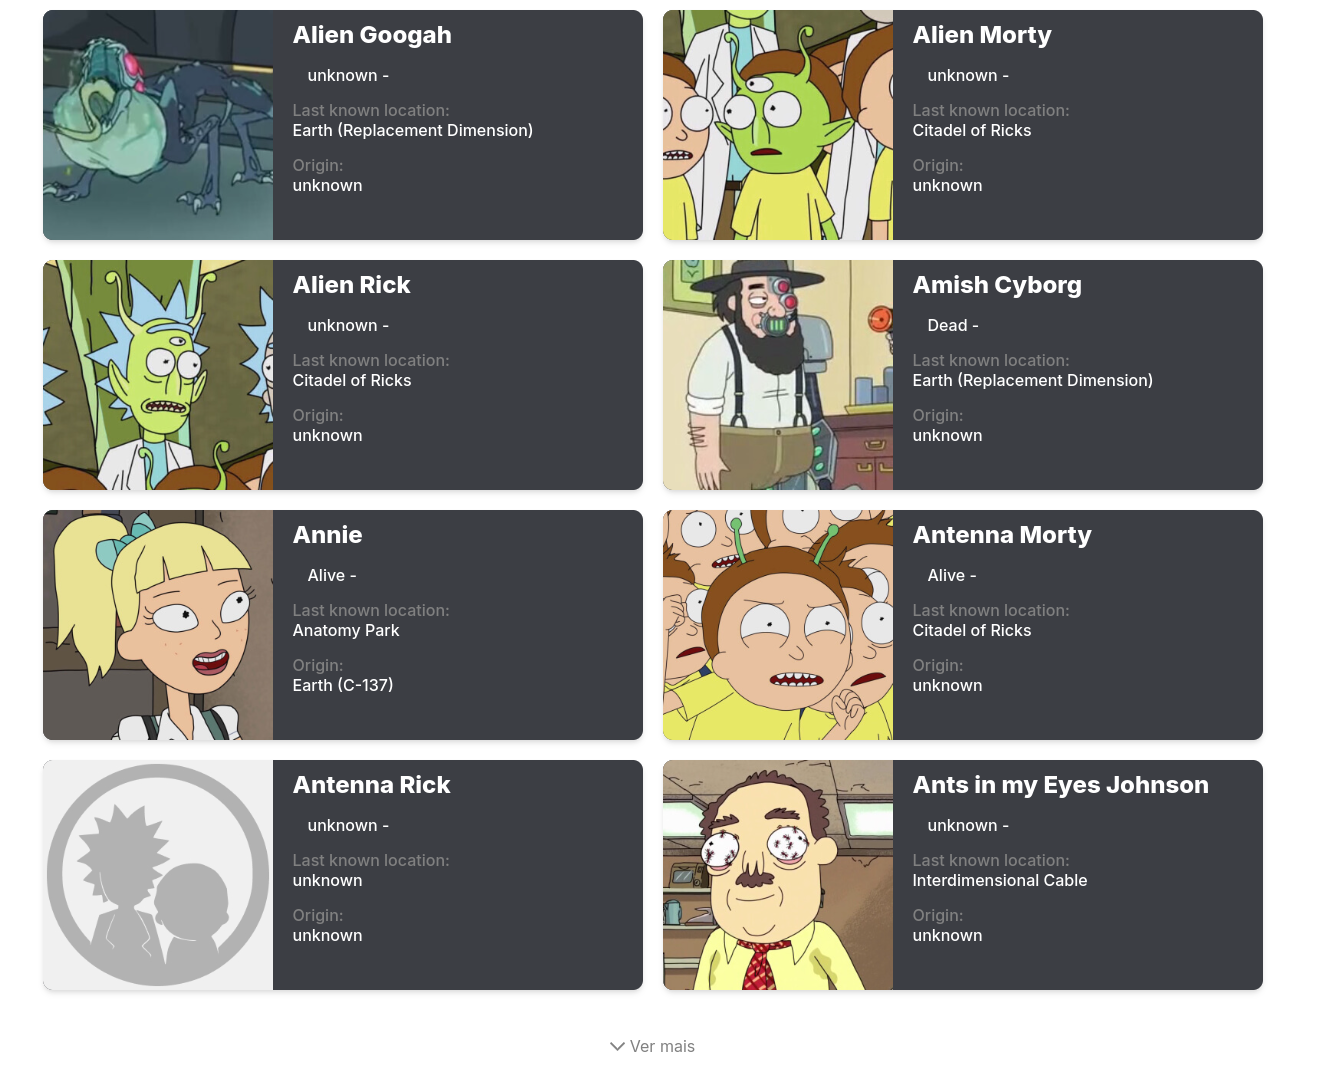 Alien Googah
unknown -
Last known location:
Earth (Replacement Dimension)
Origin:
unknown
Alien Morty
unknown -
Last known location:
Citadel of Ricks
Origin:
unknown
Alien Rick
unknown -
Last known location:
Citadel of Ricks
Origin:
unknown
Amish Cyborg
Dead -
Last known location:
Earth (Replacement Dimension)
Origin:
unknown
Annie
Alive -
Last known location:
Anatomy Park
Origin:
Earth (C-137)
Antenna Morty
Alive -
Last known location:
Citadel of Ricks
Origin:
unknown
Antenna Rick
unknown -
Last known location:
unknown
Origin:
unknown
Ants in my Eyes Johnson
unknown -
Last known location:
Interdimensional Cable
Origin:
unknown
Ver mais